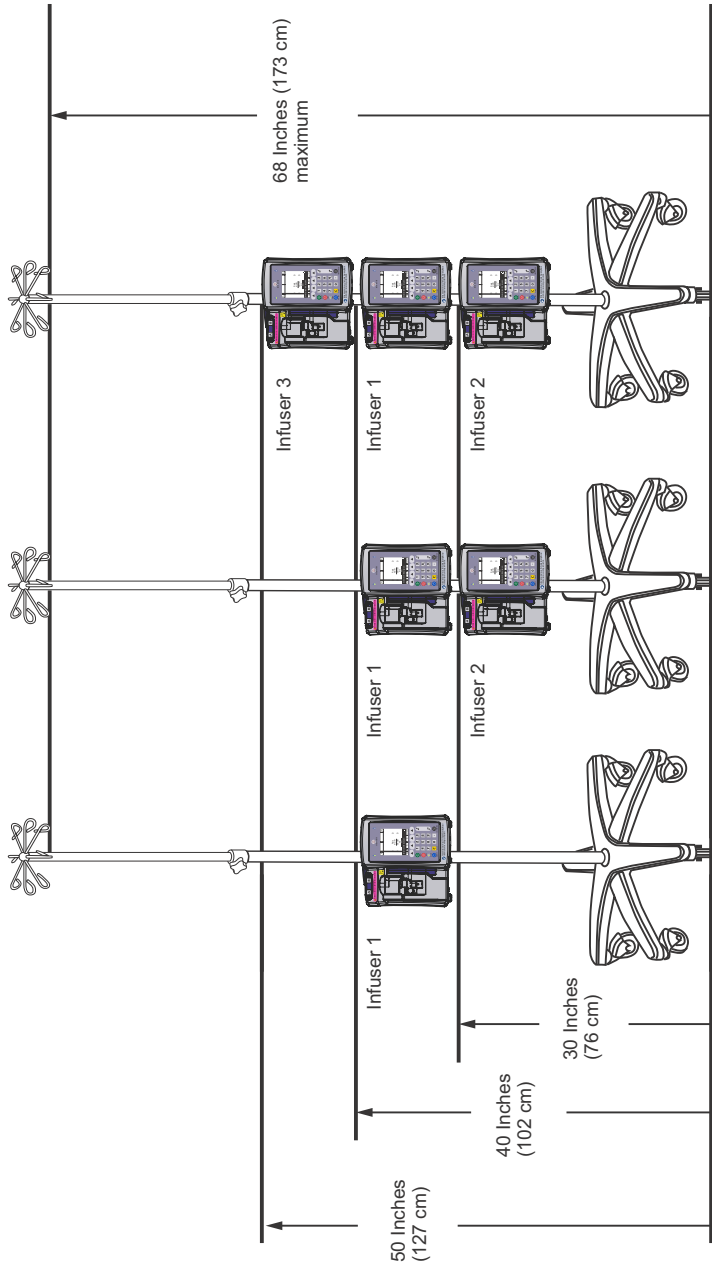 68 Inches (173 cm)
maximum
Infuser 3
Infuser 1
Infuser 2
Infuser 1
Infuser 2
Infuser 1
30 Inches
(76 cm)
40 Inches
(102 cm)
50 Inches
(127 cm)